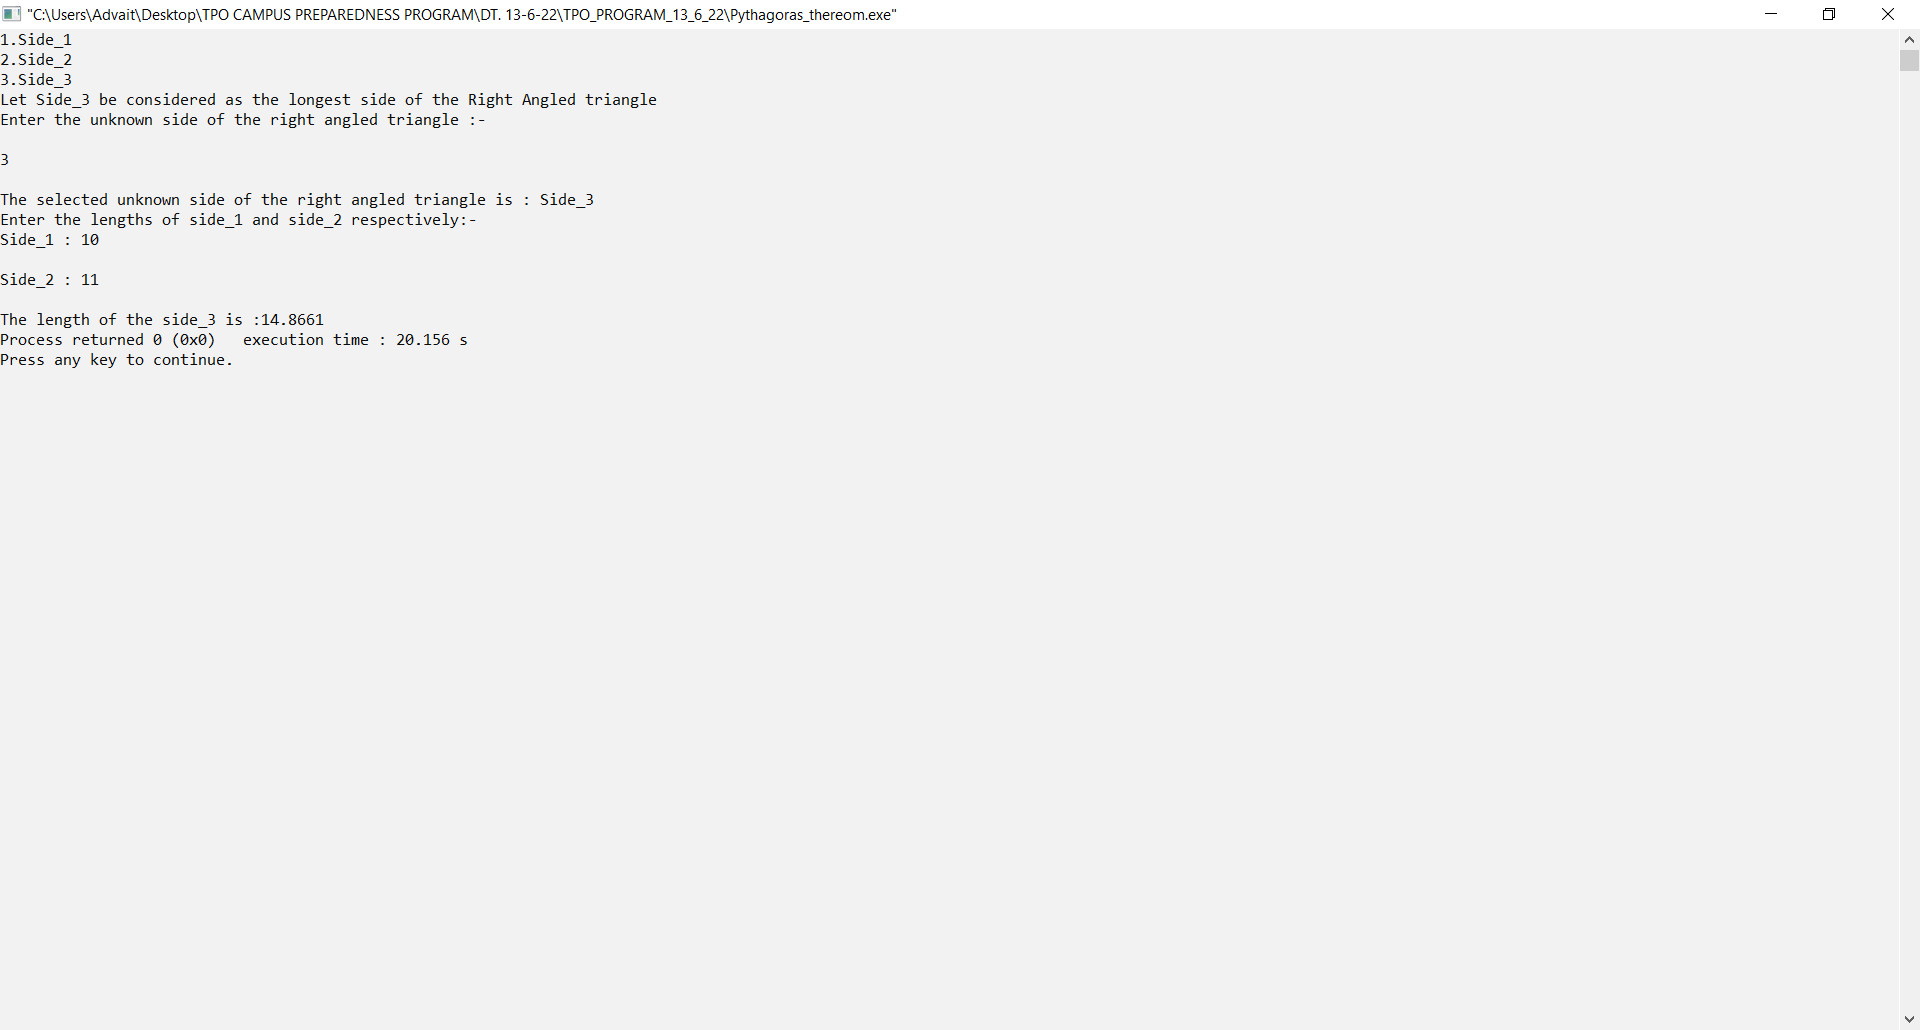 "C:\Users\Advait\Desktop\TPO CAMPUS PREPAREDNESS PROGRAM\DT. 13-6-22\TPO_PROGRAM_13_6_22\Pythagoras_thereom.exe"
1.Side_1
2.Side_2
3.Side_3
Let Side_3 be considered as the longest side of the Right Angled triangle
Enter the unknown side of the right angled triangle :-
3
The selected unknown side of the right angled triangle is : Side_3
Enter the lengths of side_1 and side_2 respectively:-
Side_1 : 10
Side_2 : 11
The length of the side_3 is :14.8661
Process returned 0 (0x0)   execution time : 20.156 s
Press any key to continue.